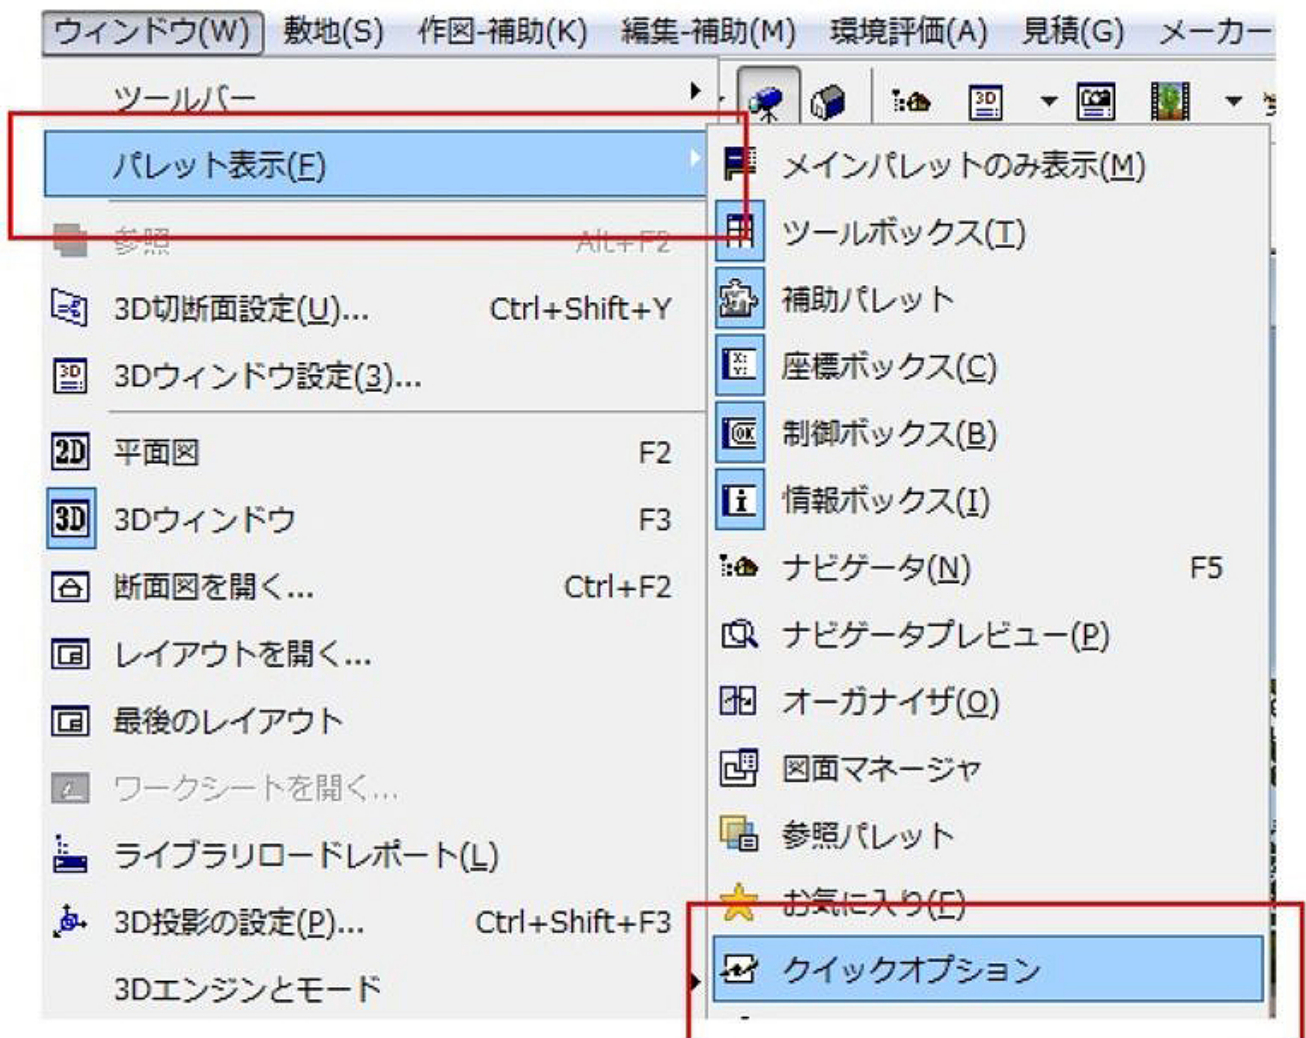 ウィンドウ(W) 敷地(S) 作図-補助(K) 編集-補助(M) 環境評価(A) 見積(G) メーカー
ツールバー
パレット表示(F)
参照 Alt+F2
3D切断面設定(U)... Ctrl+Shift+Y
3Dウィンドウ設定(3)...
平面図 F2
3Dウィンドウ F3
断面図を開く... Ctrl+F2
レイアウトを開く...
最後のレイアウト
ワークシートを開く...
ライブラリロードレポート(L)
3D投影の設定(P)... Ctrl+Shift+F3
3Dエンジンとモード
メインパレットのみ表示(M)
ツールボックス(T)
補助パレット
座標ボックス(C)
制御ボックス(B)
情報ボックス(I)
ナビゲータ(N) F5
ナビゲータプレビュー(P)
オーガナイザ(O)
図面マネージャ
参照パレット
お気に入り(F)
クイックオプション